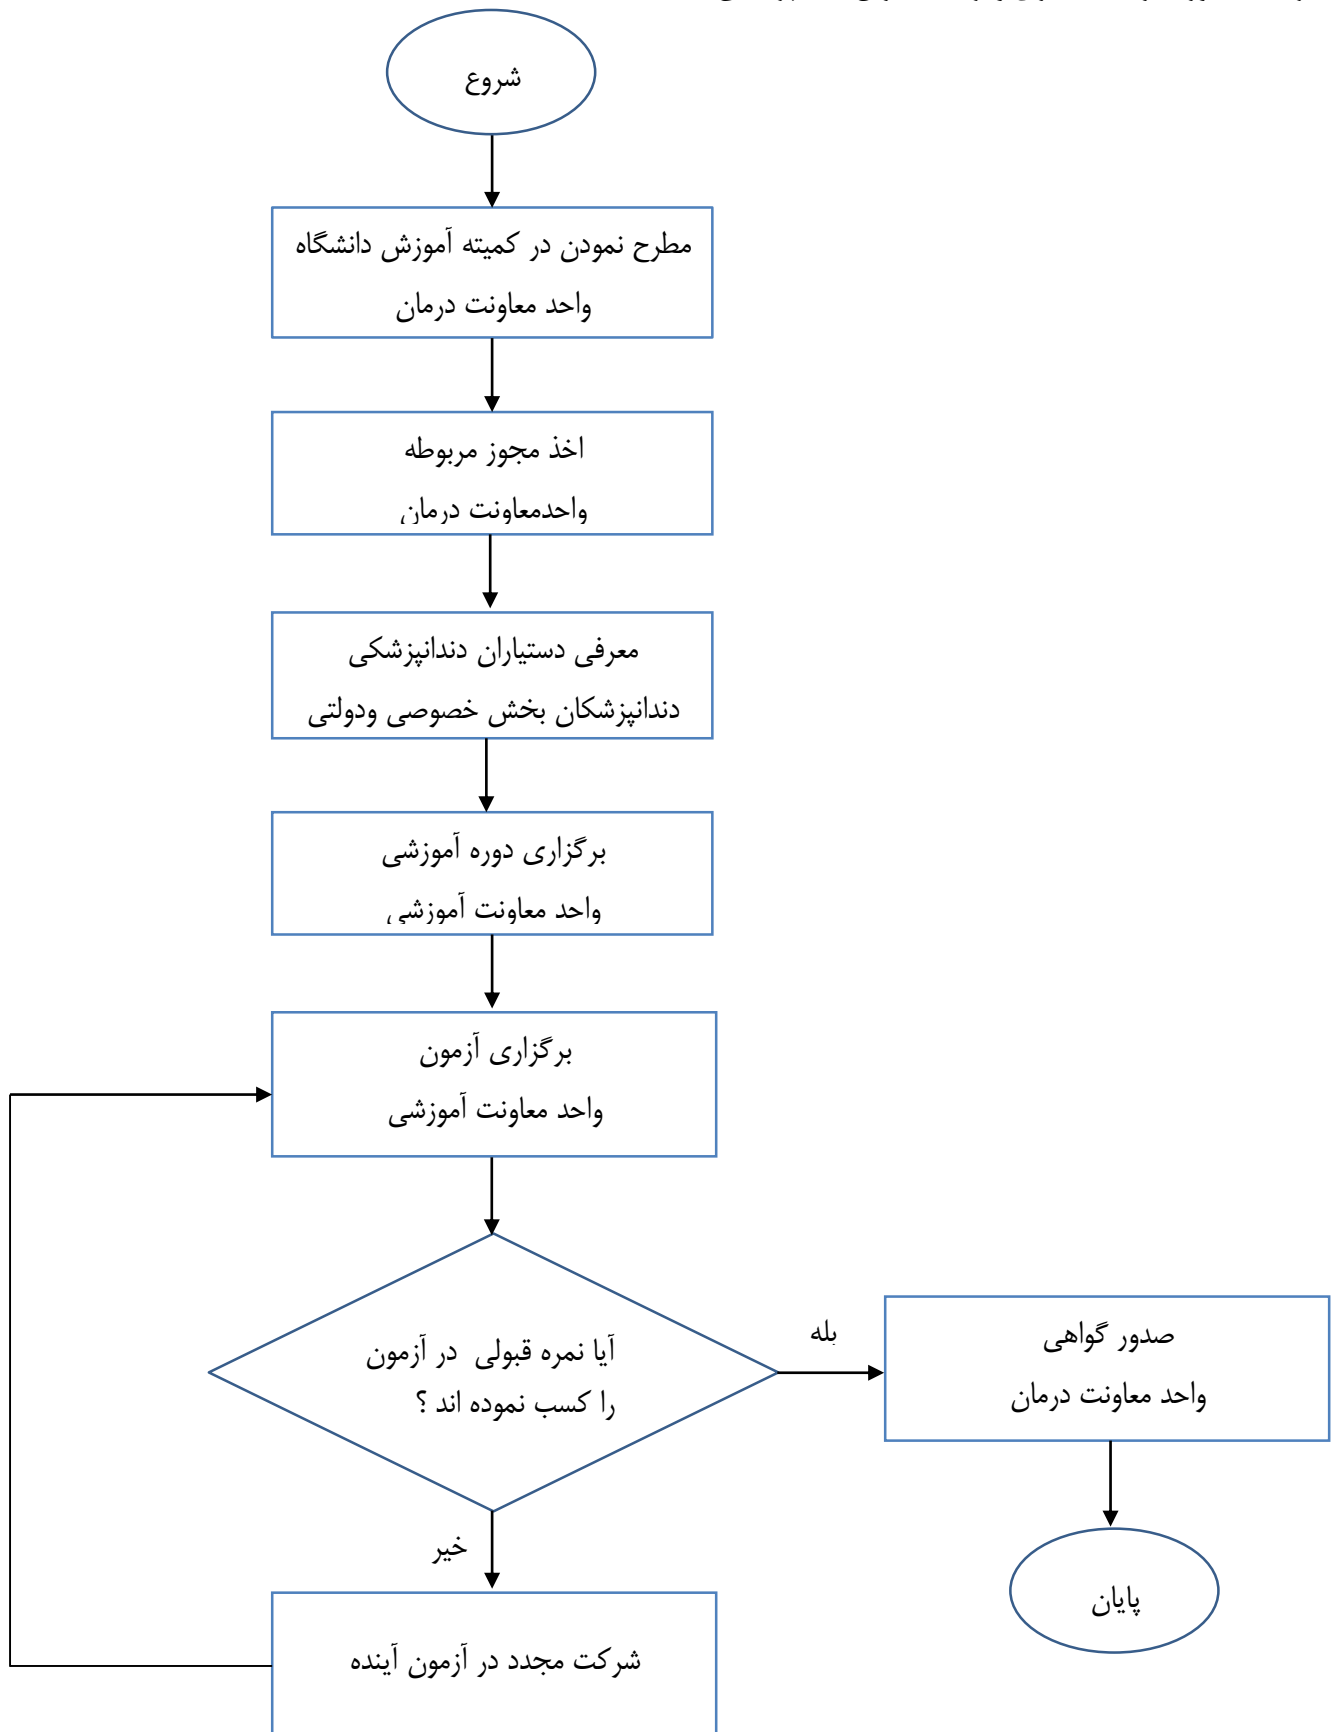 شروع
مطرح نمودن در کمیته آموزش دانشگاه
واحد معاونت درمان
اخذ مجوز مربوطه
واحدمعاونت درمان
معرفی دستیاران دندانپزشکی
دندانپزشکان بخش خصوصی ودولتی
برگزاری دوره آموزشی
واحد معاونت آموزشی
برگزاری آزمون
واحد معاونت آموزشی
آیا نمره قبولی در آزمون
را کسب نموده اند ؟
بله
صدور گواهی
واحد معاونت درمان
خیر
پایان
شرکت مجدد در آزمون آینده